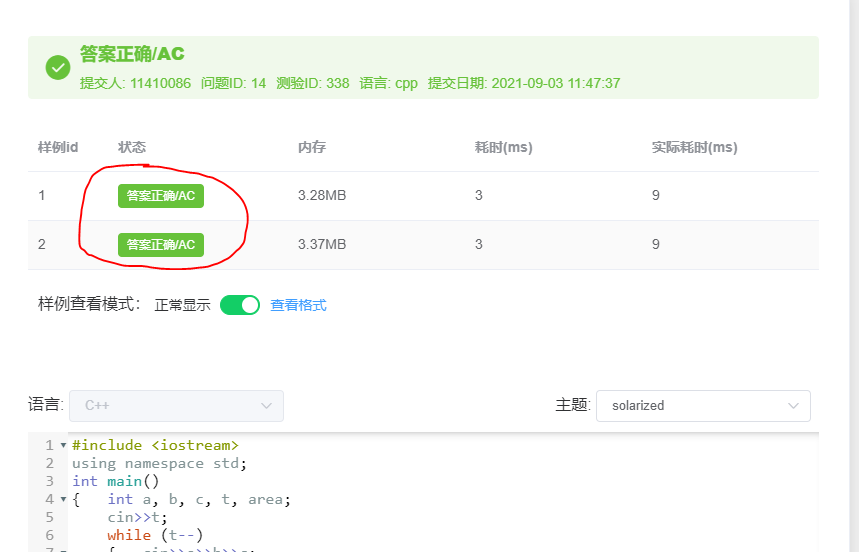 答案正确/AC
提交人: 11410086 问题ID: 14 测验ID: 338 语言: cpp 提交日期: 2021-09-03 11:47:37
样例id 状态 内存 耗时(ms) 实际耗时(ms)
1 答案正确/AC 3.28MB 3 9
2 答案正确/AC 3.37MB 3 9
样例查看模式: 正常显示 查看格式
语言: C++ 主题: solarized
1 #include <iostream>
2 using namespace std;
3 int main()
4 { int a, b, c, t, area;
5 cin>>t;
6 while (t--)